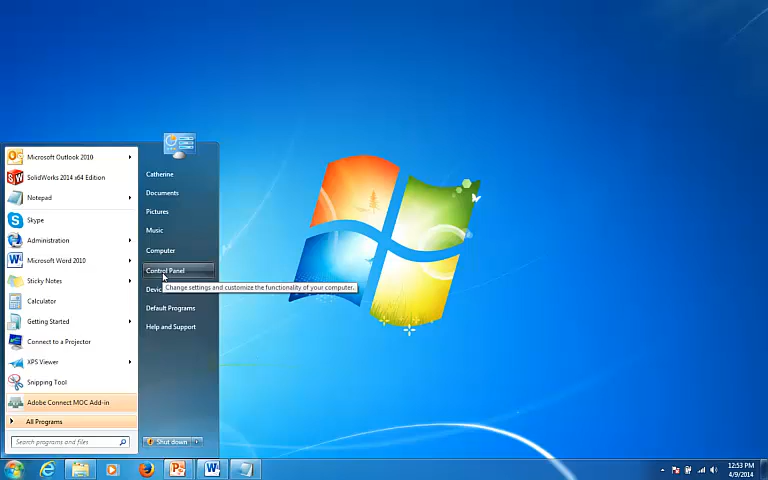 Microsoft Outlook 2010
SolidWorks 2014 x64 Edition
Notepad
Skype
Administration
Microsoft Word 2010
Sticky Notes
Calculator
Getting Started
Connect to a Projector
XPS Viewer
Snipping Tool
Adobe Connect MOC Add-in
All Programs
Search programs and files
Catherine
Documents
Pictures
Music
Computer
Control Panel
Change settings and customize the functionality of your computer.
Devic
Default Programs
Help and Support
Shut down
12:53 PM
4/9/2014